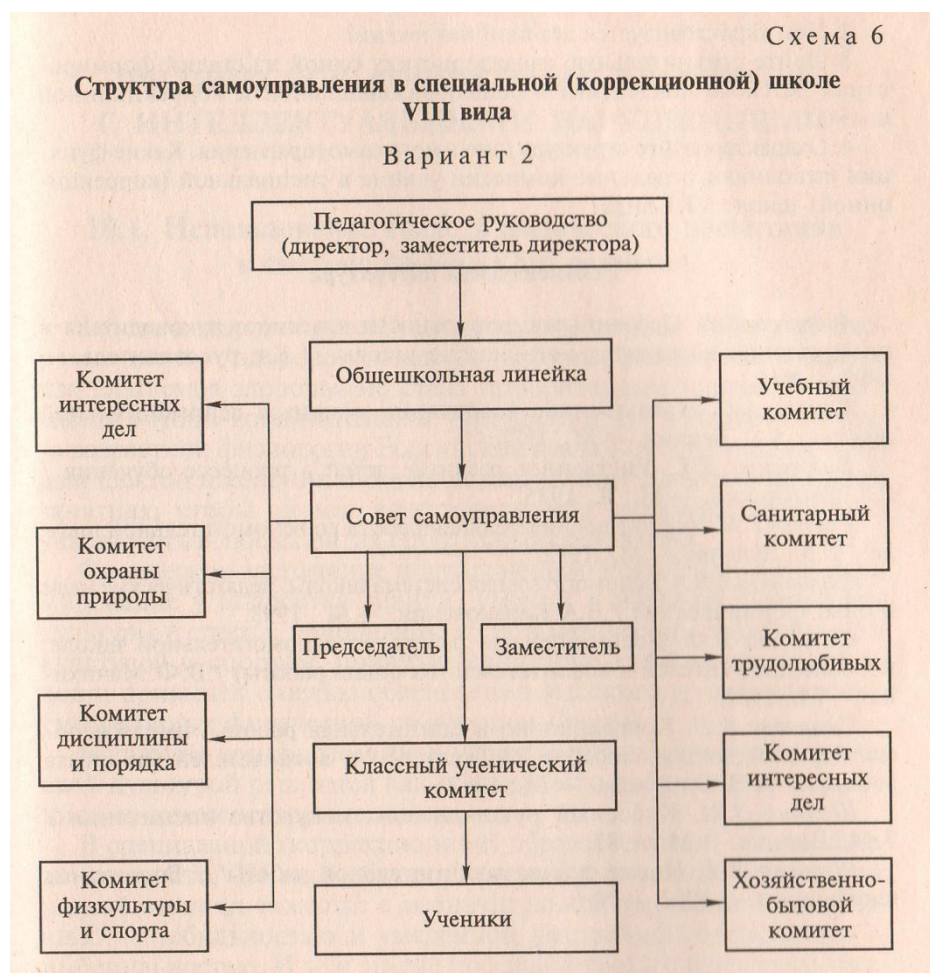 Схема 6
Структура самоуправления в специальной (коррекционной) школе
VIII вида
Вариант 2
Педагогическое руководство
(директор, заместитель директора)
Общешкольная линейка
Комитет
интересных
дел
Учебный
комитет
Совет самоуправления
Санитарный
комитет
Комитет
охраны
природы
Председатель
Заместитель
Комитет
трудолюбивых
Комитет
дисциплины
и порядка
Классный ученический
комитет
Комитет
интересных
дел
Комитет
физкультуры
и спорта
Ученики
Хозяйственно-
бытовой
комитет